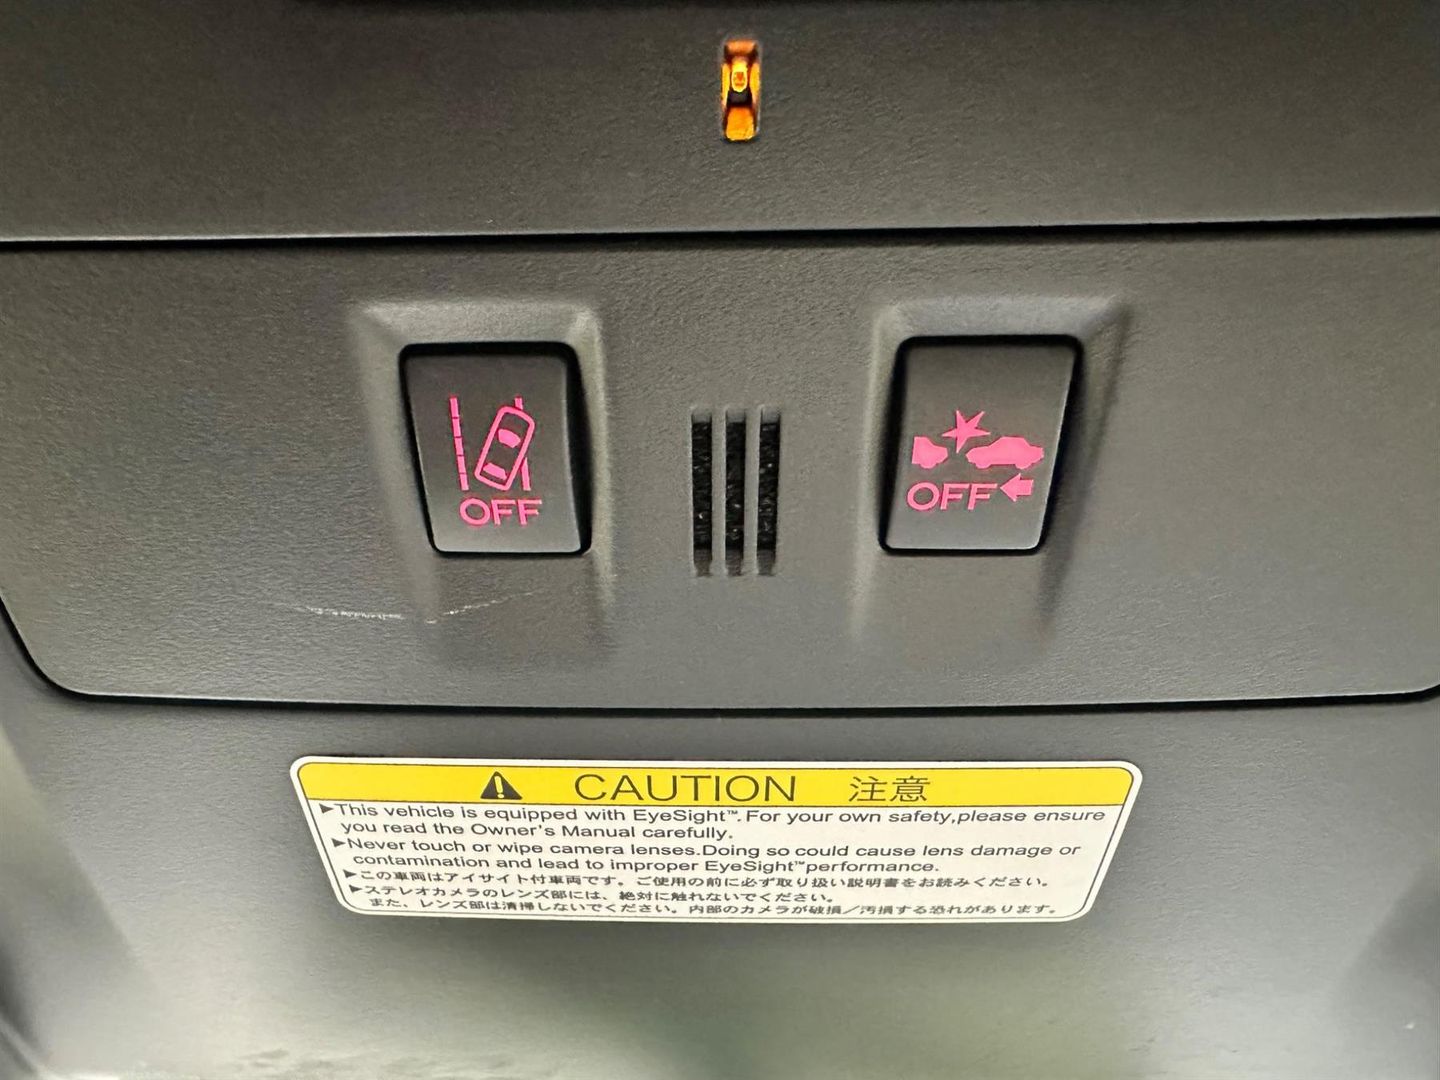 OFF
OFF
CAUTION 注意
This vehicle is equipped with EyeSight™. For your own safety,please ensure
you read the Owner's Manual carefully.
Never touch or wipe camera lenses.Doing so could cause lens damage or
contamination and lead to improper EyeSight™performance.
この車両はアイサイト付車両です。ご使用の前に必ず取り扱い説明書をお読みください。
ステレオカメラのレンズ部には、絶対に触れないでください。
また、レンズ部は清掃しないでください。内部のカメラが破損／汚損する恐れがあります。